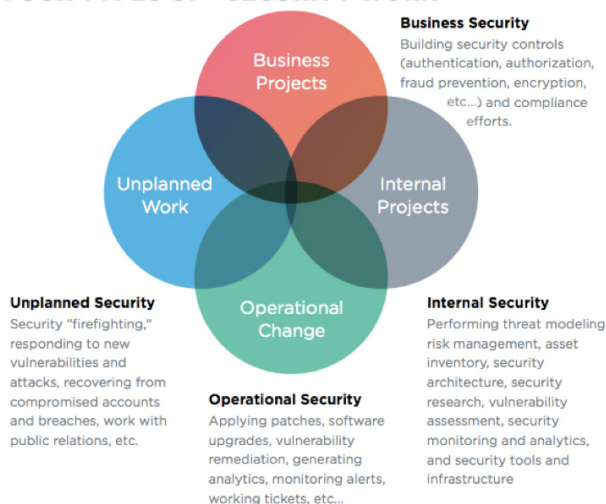 Business
Projects
Business Security
Building security controls
(authentication, authorization,
fraud prevention, encryption,
etc...) and compliance
efforts.
Unplanned
Work
Internal
Projects
Operational
Change
Unplanned Security
Security "firefighting,"
responding to new
vulnerabilities and
attacks, recovering from
compromised accounts
and breaches, work with
public relations, etc.
Operational Security
Applying patches, software
upgrades, vulnerability
remediation, generating
analytics, monitoring alerts,
working tickets, etc...
Internal Security
Performing threat modeling
risk management, asset
inventory, security
architecture, security
research, vulnerability
assessment, security
monitoring and analytics,
and security tools and
infrastructure